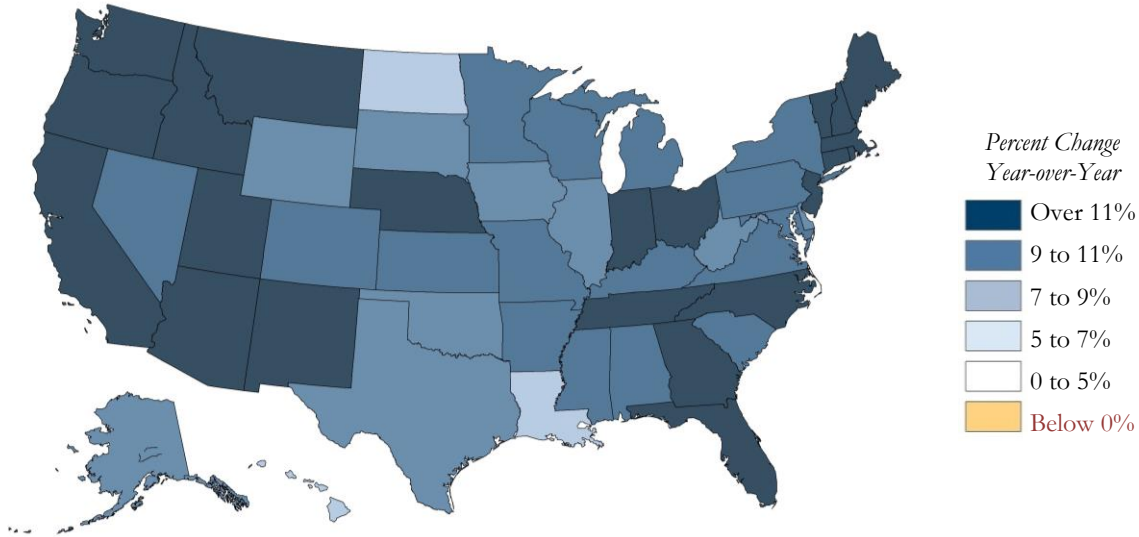 Percent Change
Year-over-Year
Over 11%
9 to 11%
7 to 9%
5 to 7%
0 to 5%
Below 0%